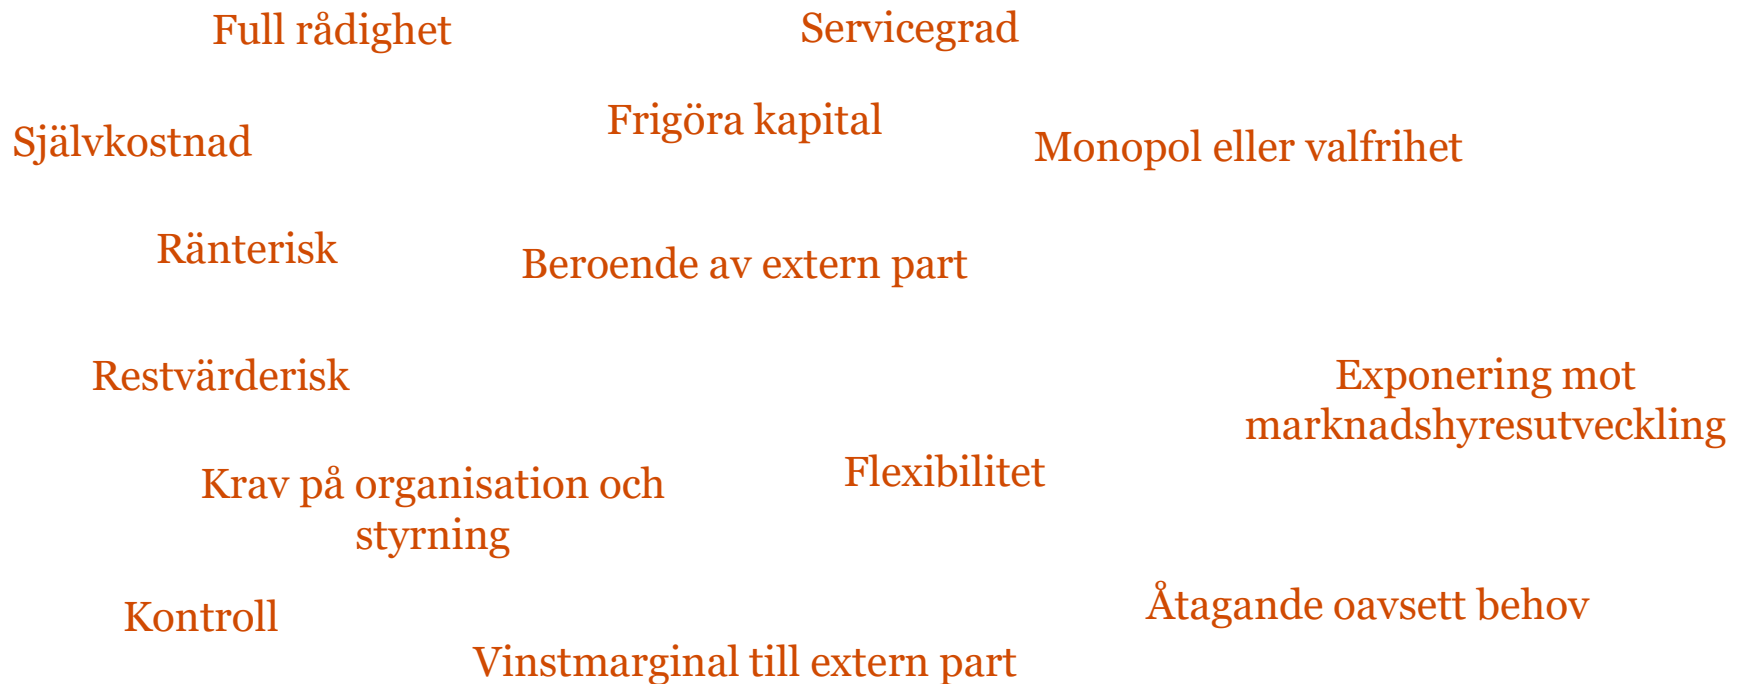 Full rådighet
Servicegrad
Frigöra kapital
Självkostnad
Monopol eller valfrihet
Ränterisk
Beroende av extern part
Restvärderisk
Exponering mot
marknadshyresutveckling
Flexibilitet
Krav på organisation och
styrning
Åtagande oavsett behov
Kontroll
Vinstmarginal till extern part